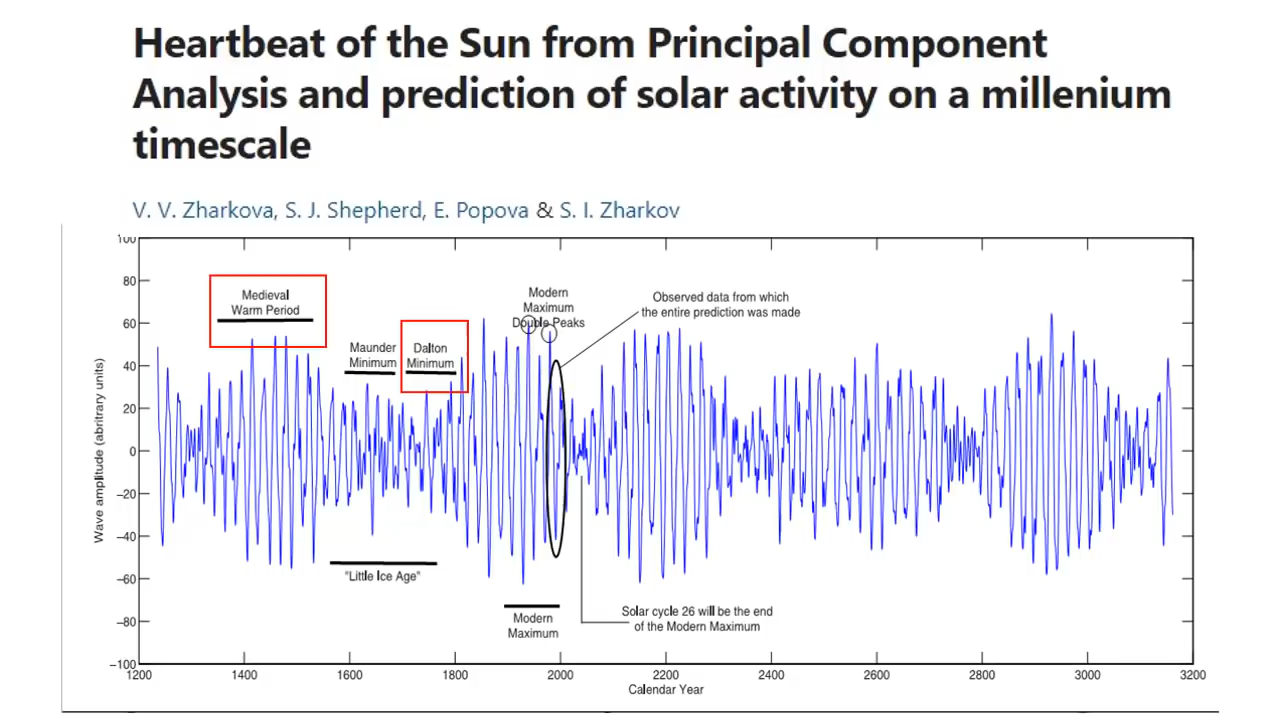 Heartbeat of the Sun from Principal Component
Analysis and prediction of solar activity on a millenium
timescale
V. V. Zharkova, S. J. Shepherd, E. Popova & S. I. Zharkov
100
80
60
40
20
0
−20
−40
−60
−80
−100
Wave amplitude (abritrary units)
Medieval
Warm Period
Maunder
Minimum
Dalton
Minimum
Modern
Maximum
Double Peaks
Observed data from which
the entire prediction was made
"Little Ice Age"
Modern
Maximum
Solar cycle 26 will be the end
of the Modern Maximum
1200 1400 1600 1800 2000 2200 2400 2600 2800 3000 3200
Calendar Year